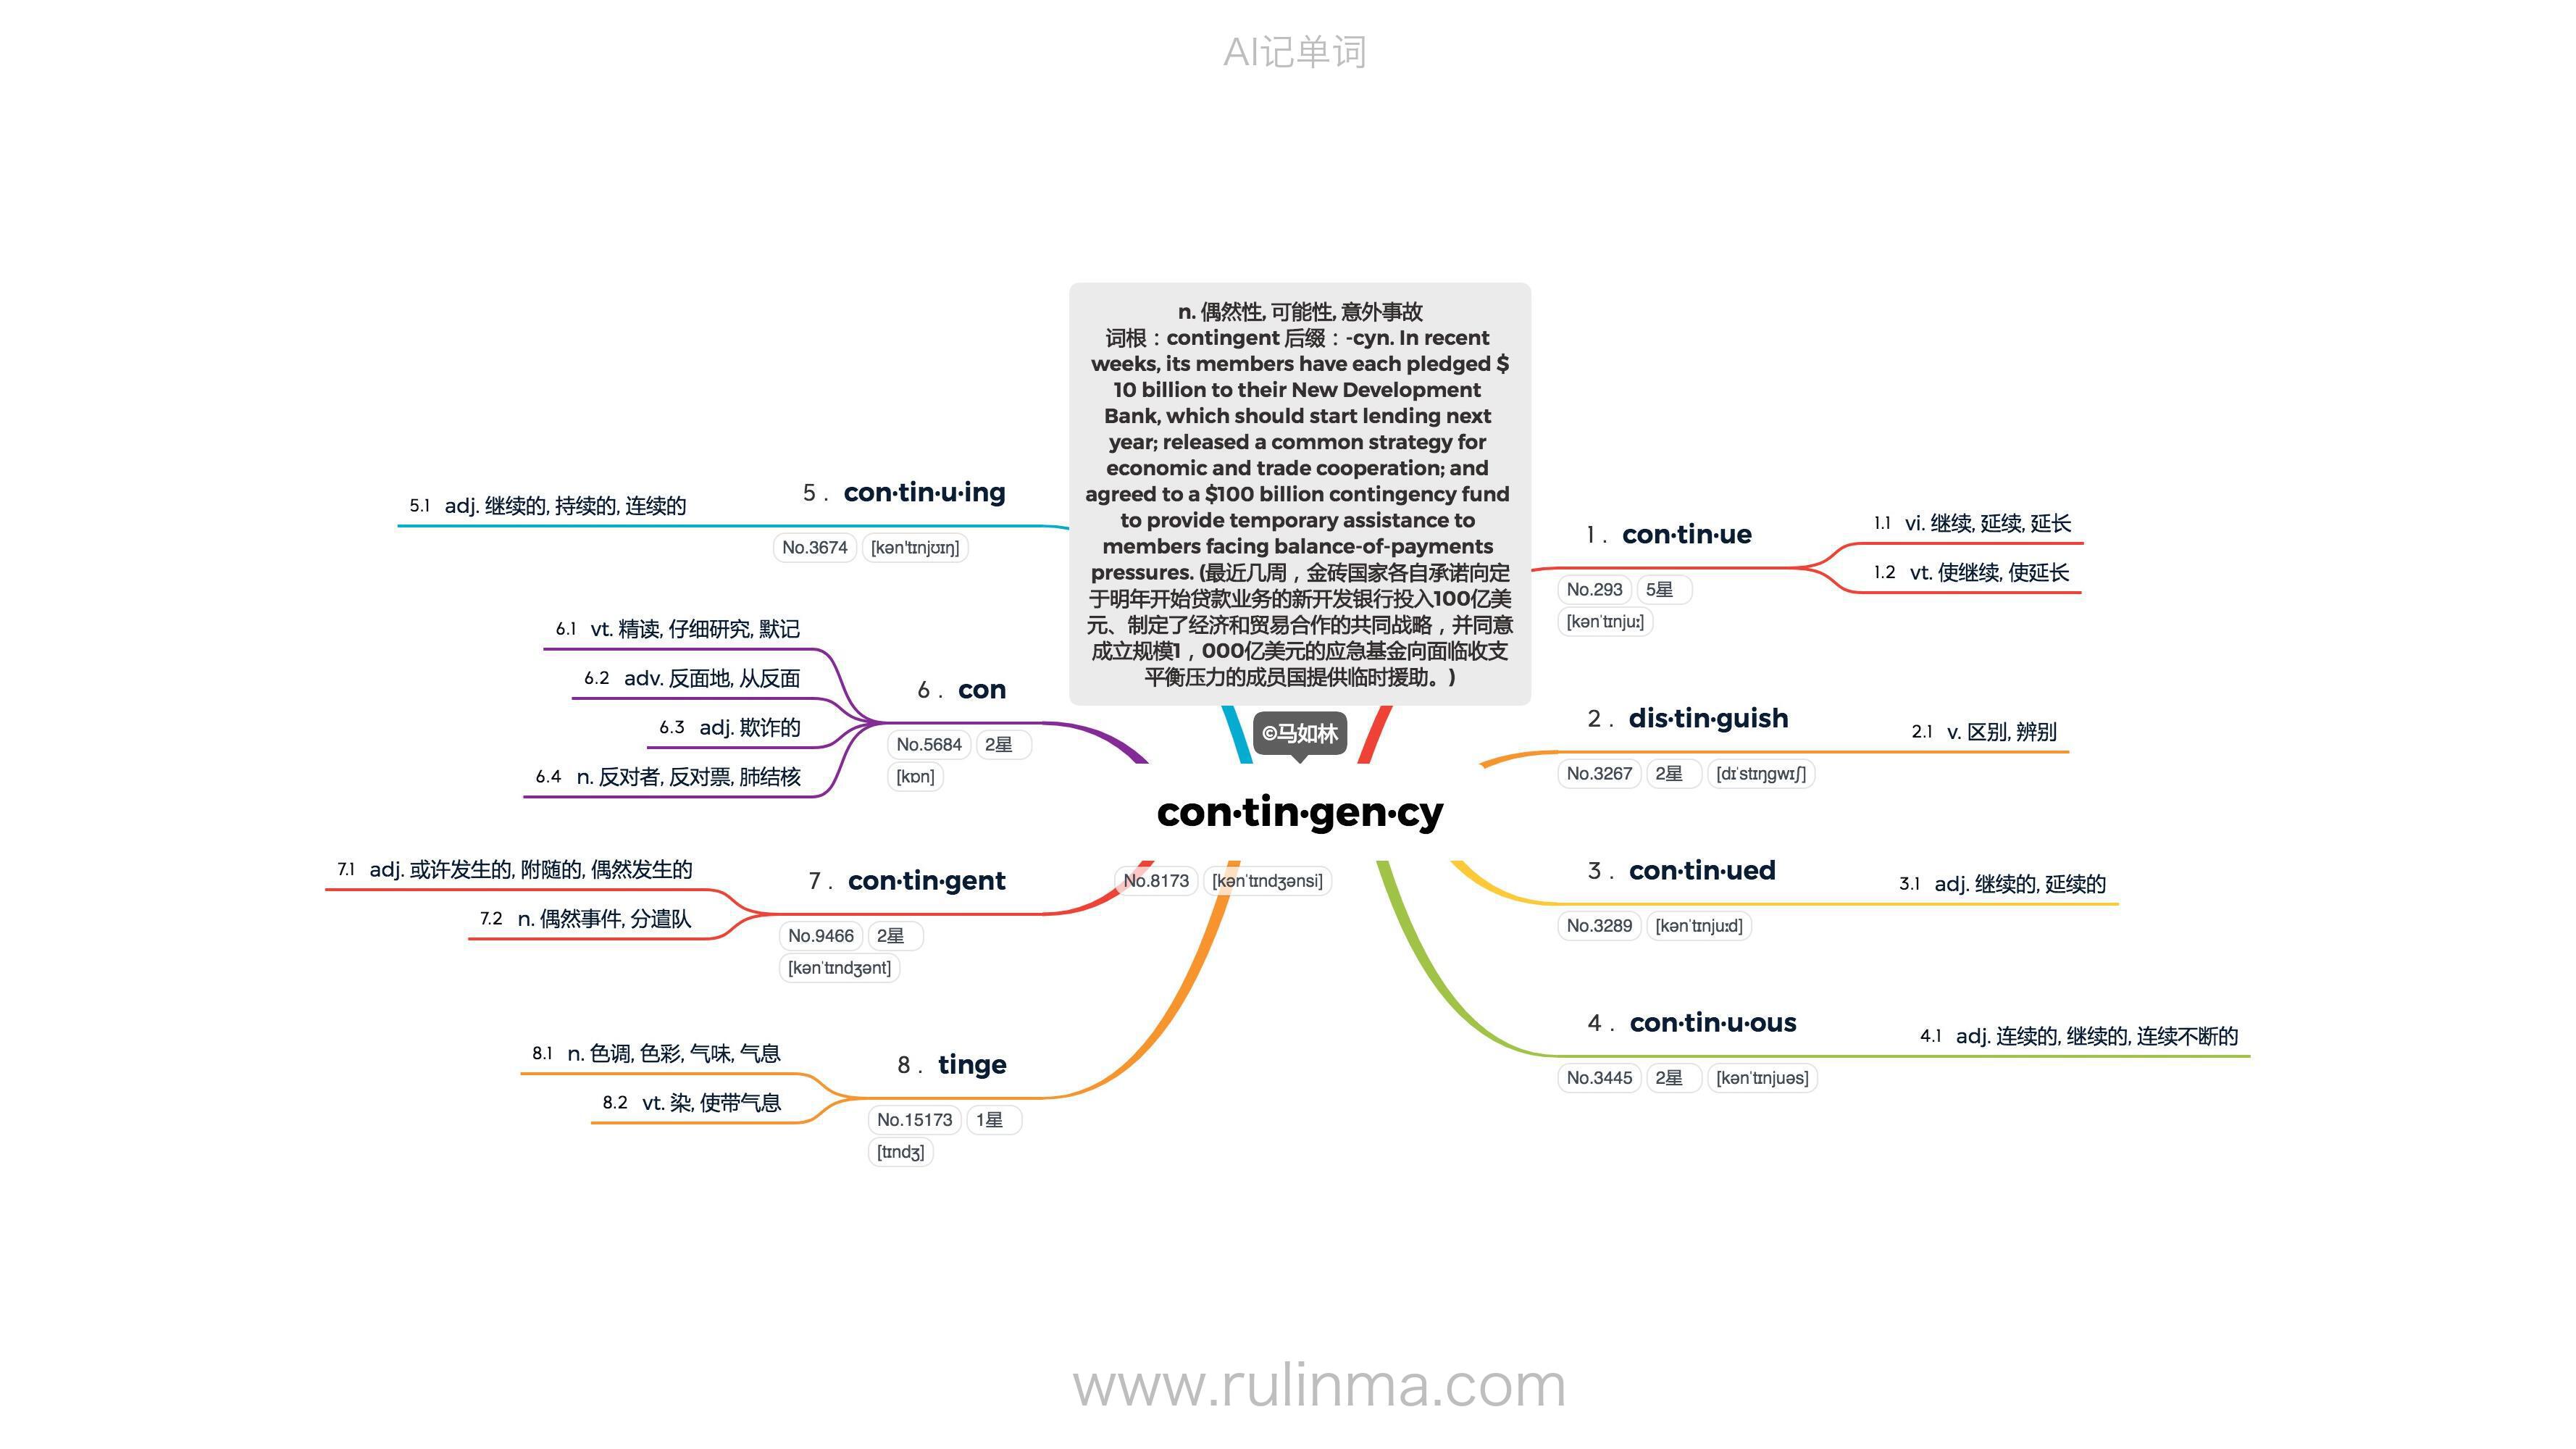 AI记单词
n. 偶然性, 可能性, 意外事故
词根：contingent 后缀：-cyn. In recent
weeks, its members have each pledged $
10 billion to their New Development
Bank, which should start lending next
year; released a common strategy for
economic and trade cooperation; and
agreed to a $100 billion contingency fund
to provide temporary assistance to
members facing balance-of-payments
pressures. (最近几周，金砖国家各自承诺向定
于明年开始贷款业务的新开发银行投入100亿美
元、制定了经济和贸易合作的共同战略，并同意
成立规模1，000亿美元的应急基金向面临收支
平衡压力的成员国提供临时援助。)
©马如林
con·tin·gen·cy
No.8173 [kənˈtɪndʒənsi]
1. con·tin·ue
No.293 5星
[kənˈtɪnjuː]
1.1 vi. 继续, 延续, 延长
1.2 vt. 使继续, 使延长
2. dis·tin·guish
No.3267 2星 [dɪˈstɪŋgwɪʃ]
2.1 v. 区别, 辨别
3. con·tin·ued
No.3289 [kənˈtɪnjuːd]
3.1 adj. 继续的, 延续的
4. con·tin·u·ous
No.3445 2星 [kənˈtɪnjuəs]
4.1 adj. 连续的, 继续的, 连续不断的
5. con·tin·u·ing
No.3674 [kən'tɪnjʊɪŋ]
5.1 adj. 继续的, 持续的, 连续的
6. con
No.5684 2星
[kɒn]
6.1 vt. 精读, 仔细研究, 默记
6.2 adv. 反面地, 从反面
6.3 adj. 欺诈的
6.4 n. 反对者, 反对票, 肺结核
7. con·tin·gent
No.9466 2星
[kənˈtɪndʒənt]
7.1 adj. 或许发生的, 附随的, 偶然发生的
7.2 n. 偶然事件, 分遣队
8. tinge
No.15173 1星
[tɪndʒ]
8.1 n. 色调, 色彩, 气味, 气息
8.2 vt. 染, 使带气息
www.rulinma.com